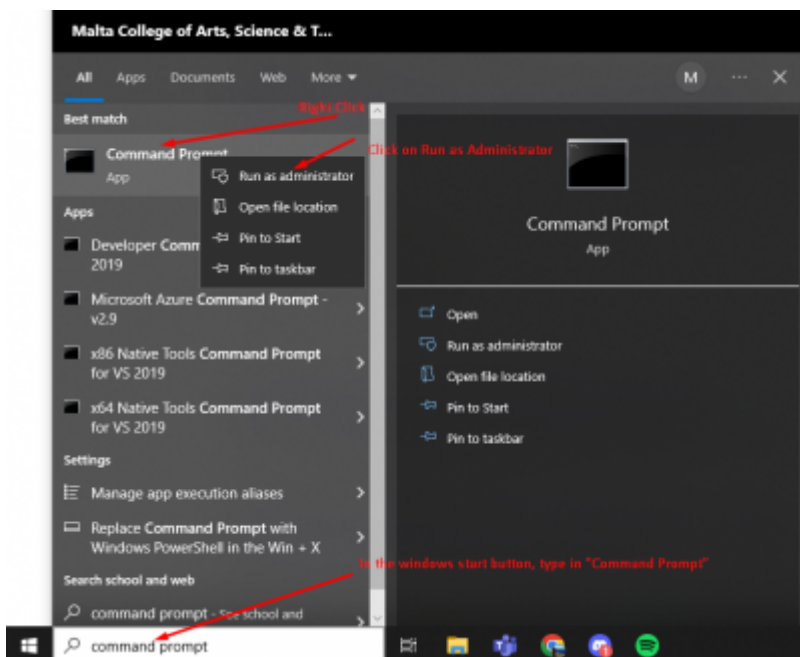 Malta College of Arts, Science & T...
All Apps Documents Web More
M
Best match
Right Click
Command Prompt
App
Click on Run as Administrator
Run as administrator
Open file location
Pin to Start
Pin to taskbar
Apps
Developer Comm
2019
Microsoft Azure Command Prompt -
v2.9
x86 Native Tools Command Prompt
for VS 2019
x64 Native Tools Command Prompt
for VS 2019
Settings
Manage app execution aliases
Replace Command Prompt with
Windows PowerShell in the Win + X
Search school and web
command prompt - See school and
command prompt
Command Prompt
App
Open
Run as administrator
Open file location
Pin to Start
Pin to taskbar
In the windows start button, type in "Command Prompt"